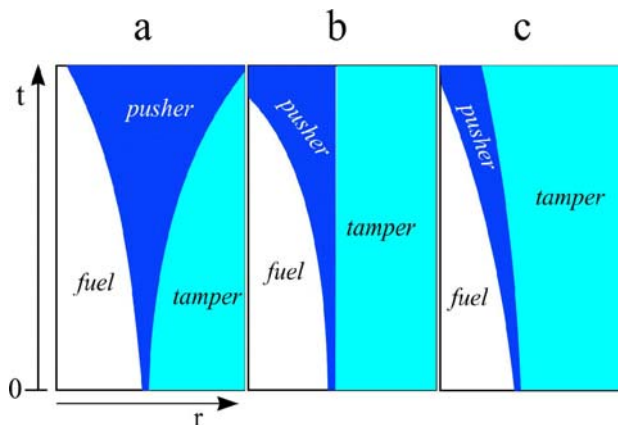 a b c
t
pusher
pusher
pusher
tamper
tamper
fuel
fuel
fuel
tamper
0
r